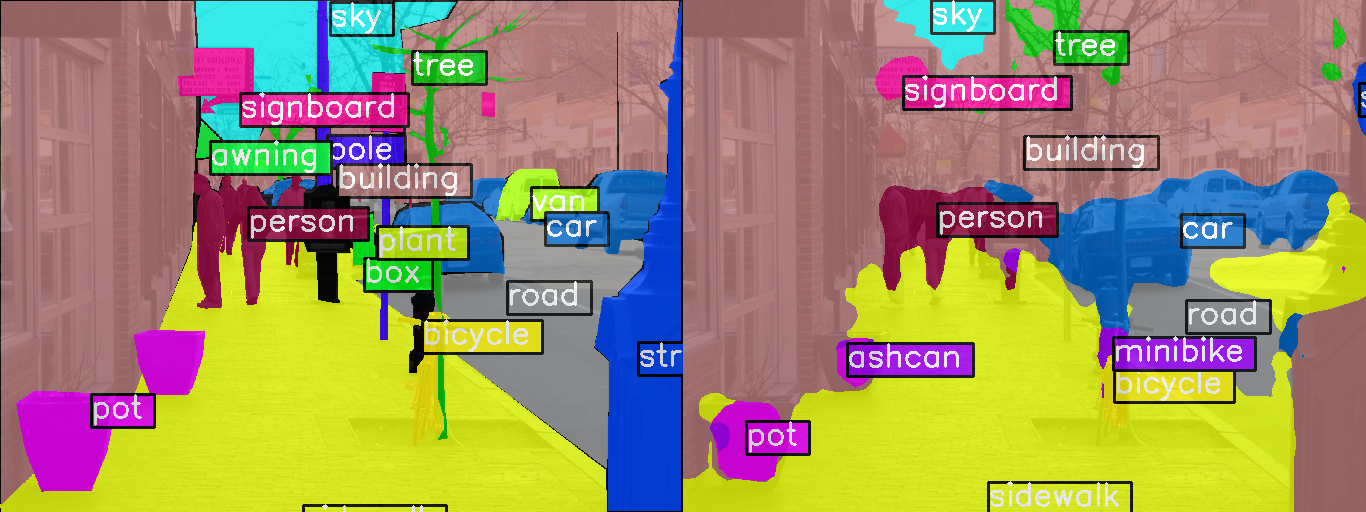 sky
tree
signboard
awning
pole
building
person
van
car
plant
box
road
bicycle
str
pot
sky
tree
signboard
s
building
person
car
road
ashcan
minibike
bicycle
pot
sidewalk